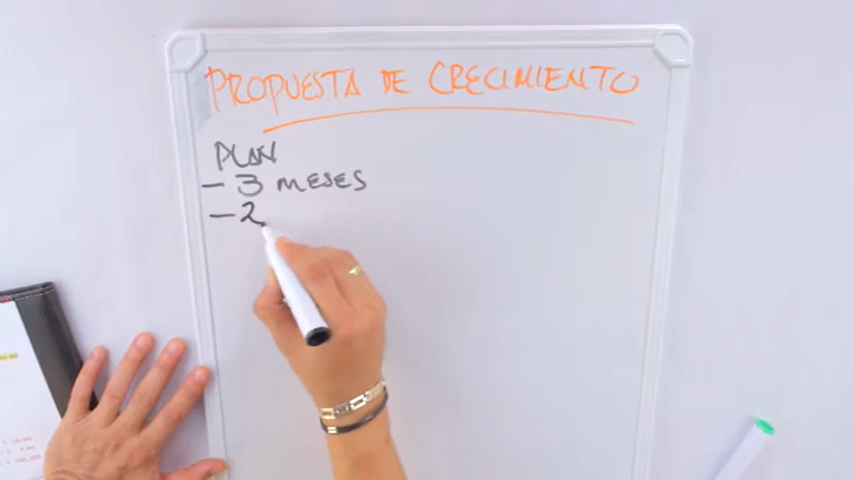 PROPUESTA DE CRECIMIENTO
PLAN
- 3 MESES
- 2